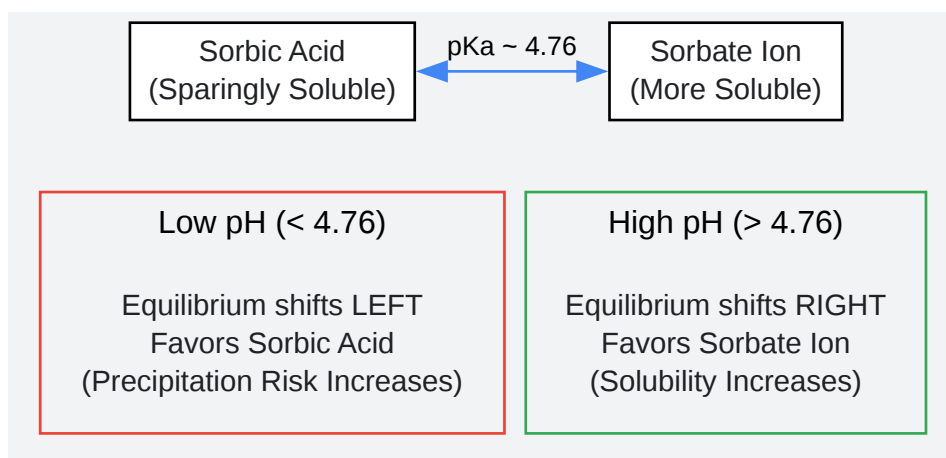 Sorbic Acid
(Sparingly Soluble)
pKa ~ 4.76
Sorbate Ion
(More Soluble)
Low pH (< 4.76)
Equilibrium shifts LEFT
Favors Sorbic Acid
(Precipitation Risk Increases)
High pH (> 4.76)
Equilibrium shifts RIGHT
Favors Sorbate Ion
(Solubility Increases)